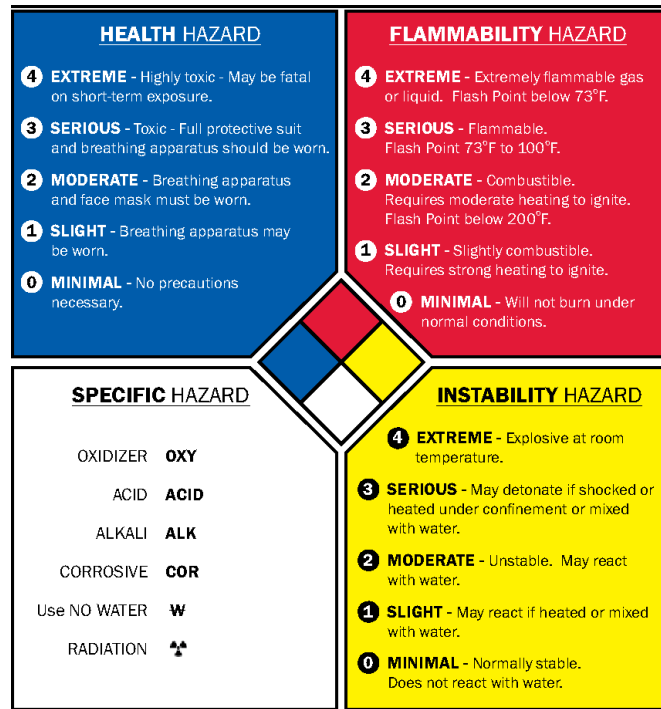 HEALTH HAZARD
4 EXTREME - Highly toxic - May be fatal
on short-term exposure.
3 SERIOUS - Toxic - Full protective suit
and breathing apparatus should be worn.
2 MODERATE - Breathing apparatus
and face mask must be worn.
1 SLIGHT - Breathing apparatus may
be worn.
0 MINIMAL - No precautions
necessary.
FLAMMABILITY HAZARD
4 EXTREME - Extremely flammable gas
or liquid. Flash Point below 73°F.
3 SERIOUS - Flammable.
Flash Point 73°F to 100°F.
2 MODERATE - Combustible.
Requires moderate heating to ignite.
Flash Point below 200°F.
1 SLIGHT - Slightly combustible.
Requires strong heating to ignite.
0 MINIMAL - Will not burn under
normal conditions.
SPECIFIC HAZARD
OXIDIZER OXY
ACID ACID
ALKALI ALK
CORROSIVE COR
Use NO WATER W̶
RADIATION ☢
INSTABILITY HAZARD
4 EXTREME - Explosive at room
temperature.
3 SERIOUS - May detonate if shocked or
heated under confinement or mixed
with water.
2 MODERATE - Unstable. May react
with water.
1 SLIGHT - May react if heated or mixed
with water.
0 MINIMAL - Normally stable.
Does not react with water.